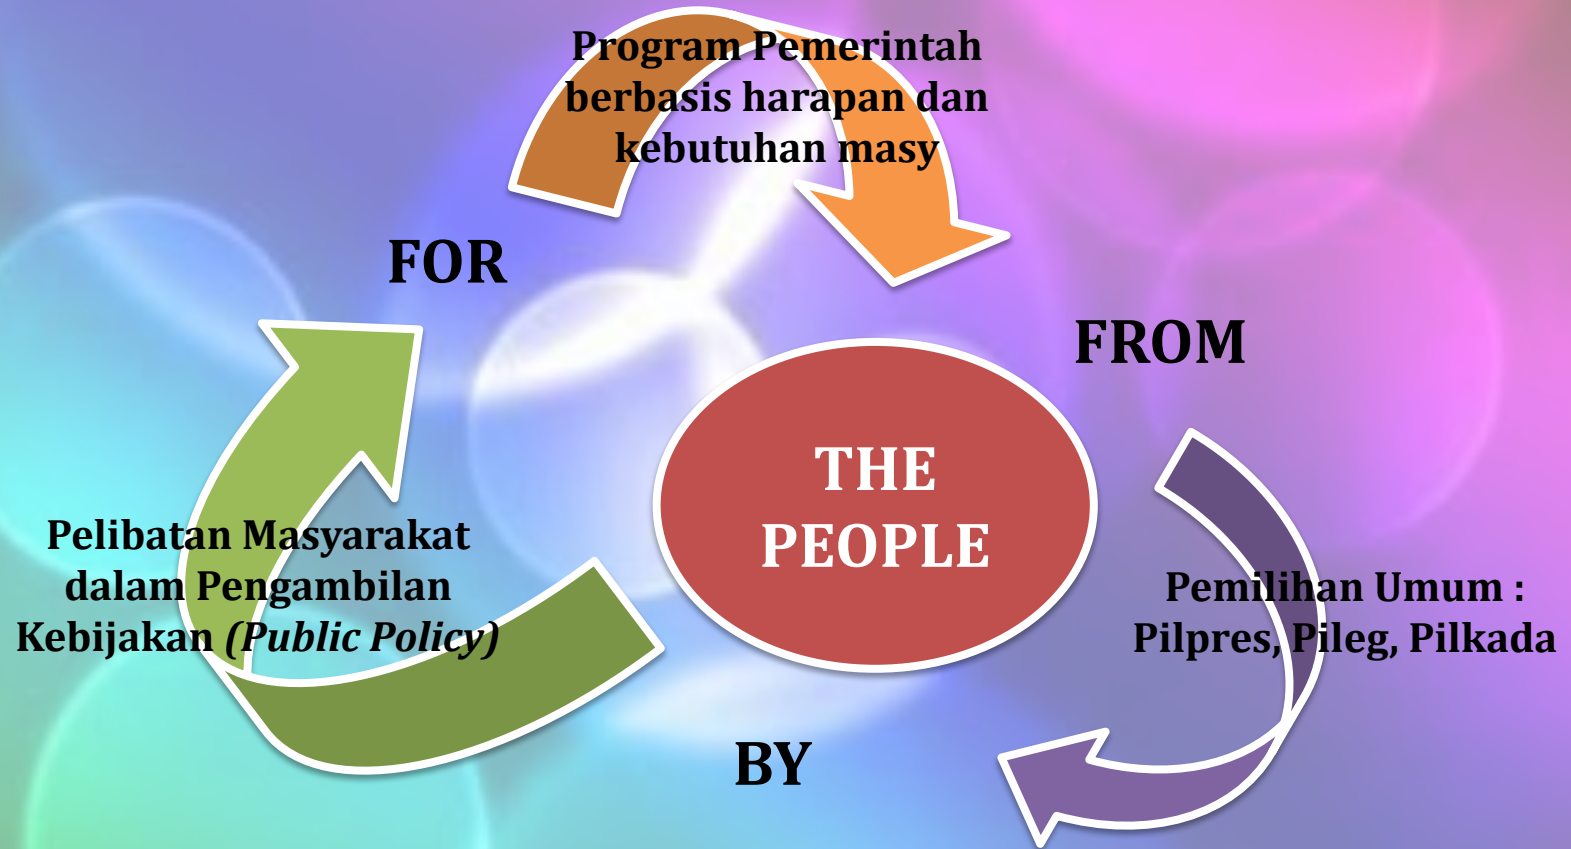 Program Pemerintah
berbasis harapan dan
kebutuhan masy
FOR
FROM
THE
PEOPLE
Pelibatan Masyarakat
dalam Pengambilan
Kebijakan (Public Policy)
Pemilihan Umum :
Pilpres, Pileg, Pilkada
BY